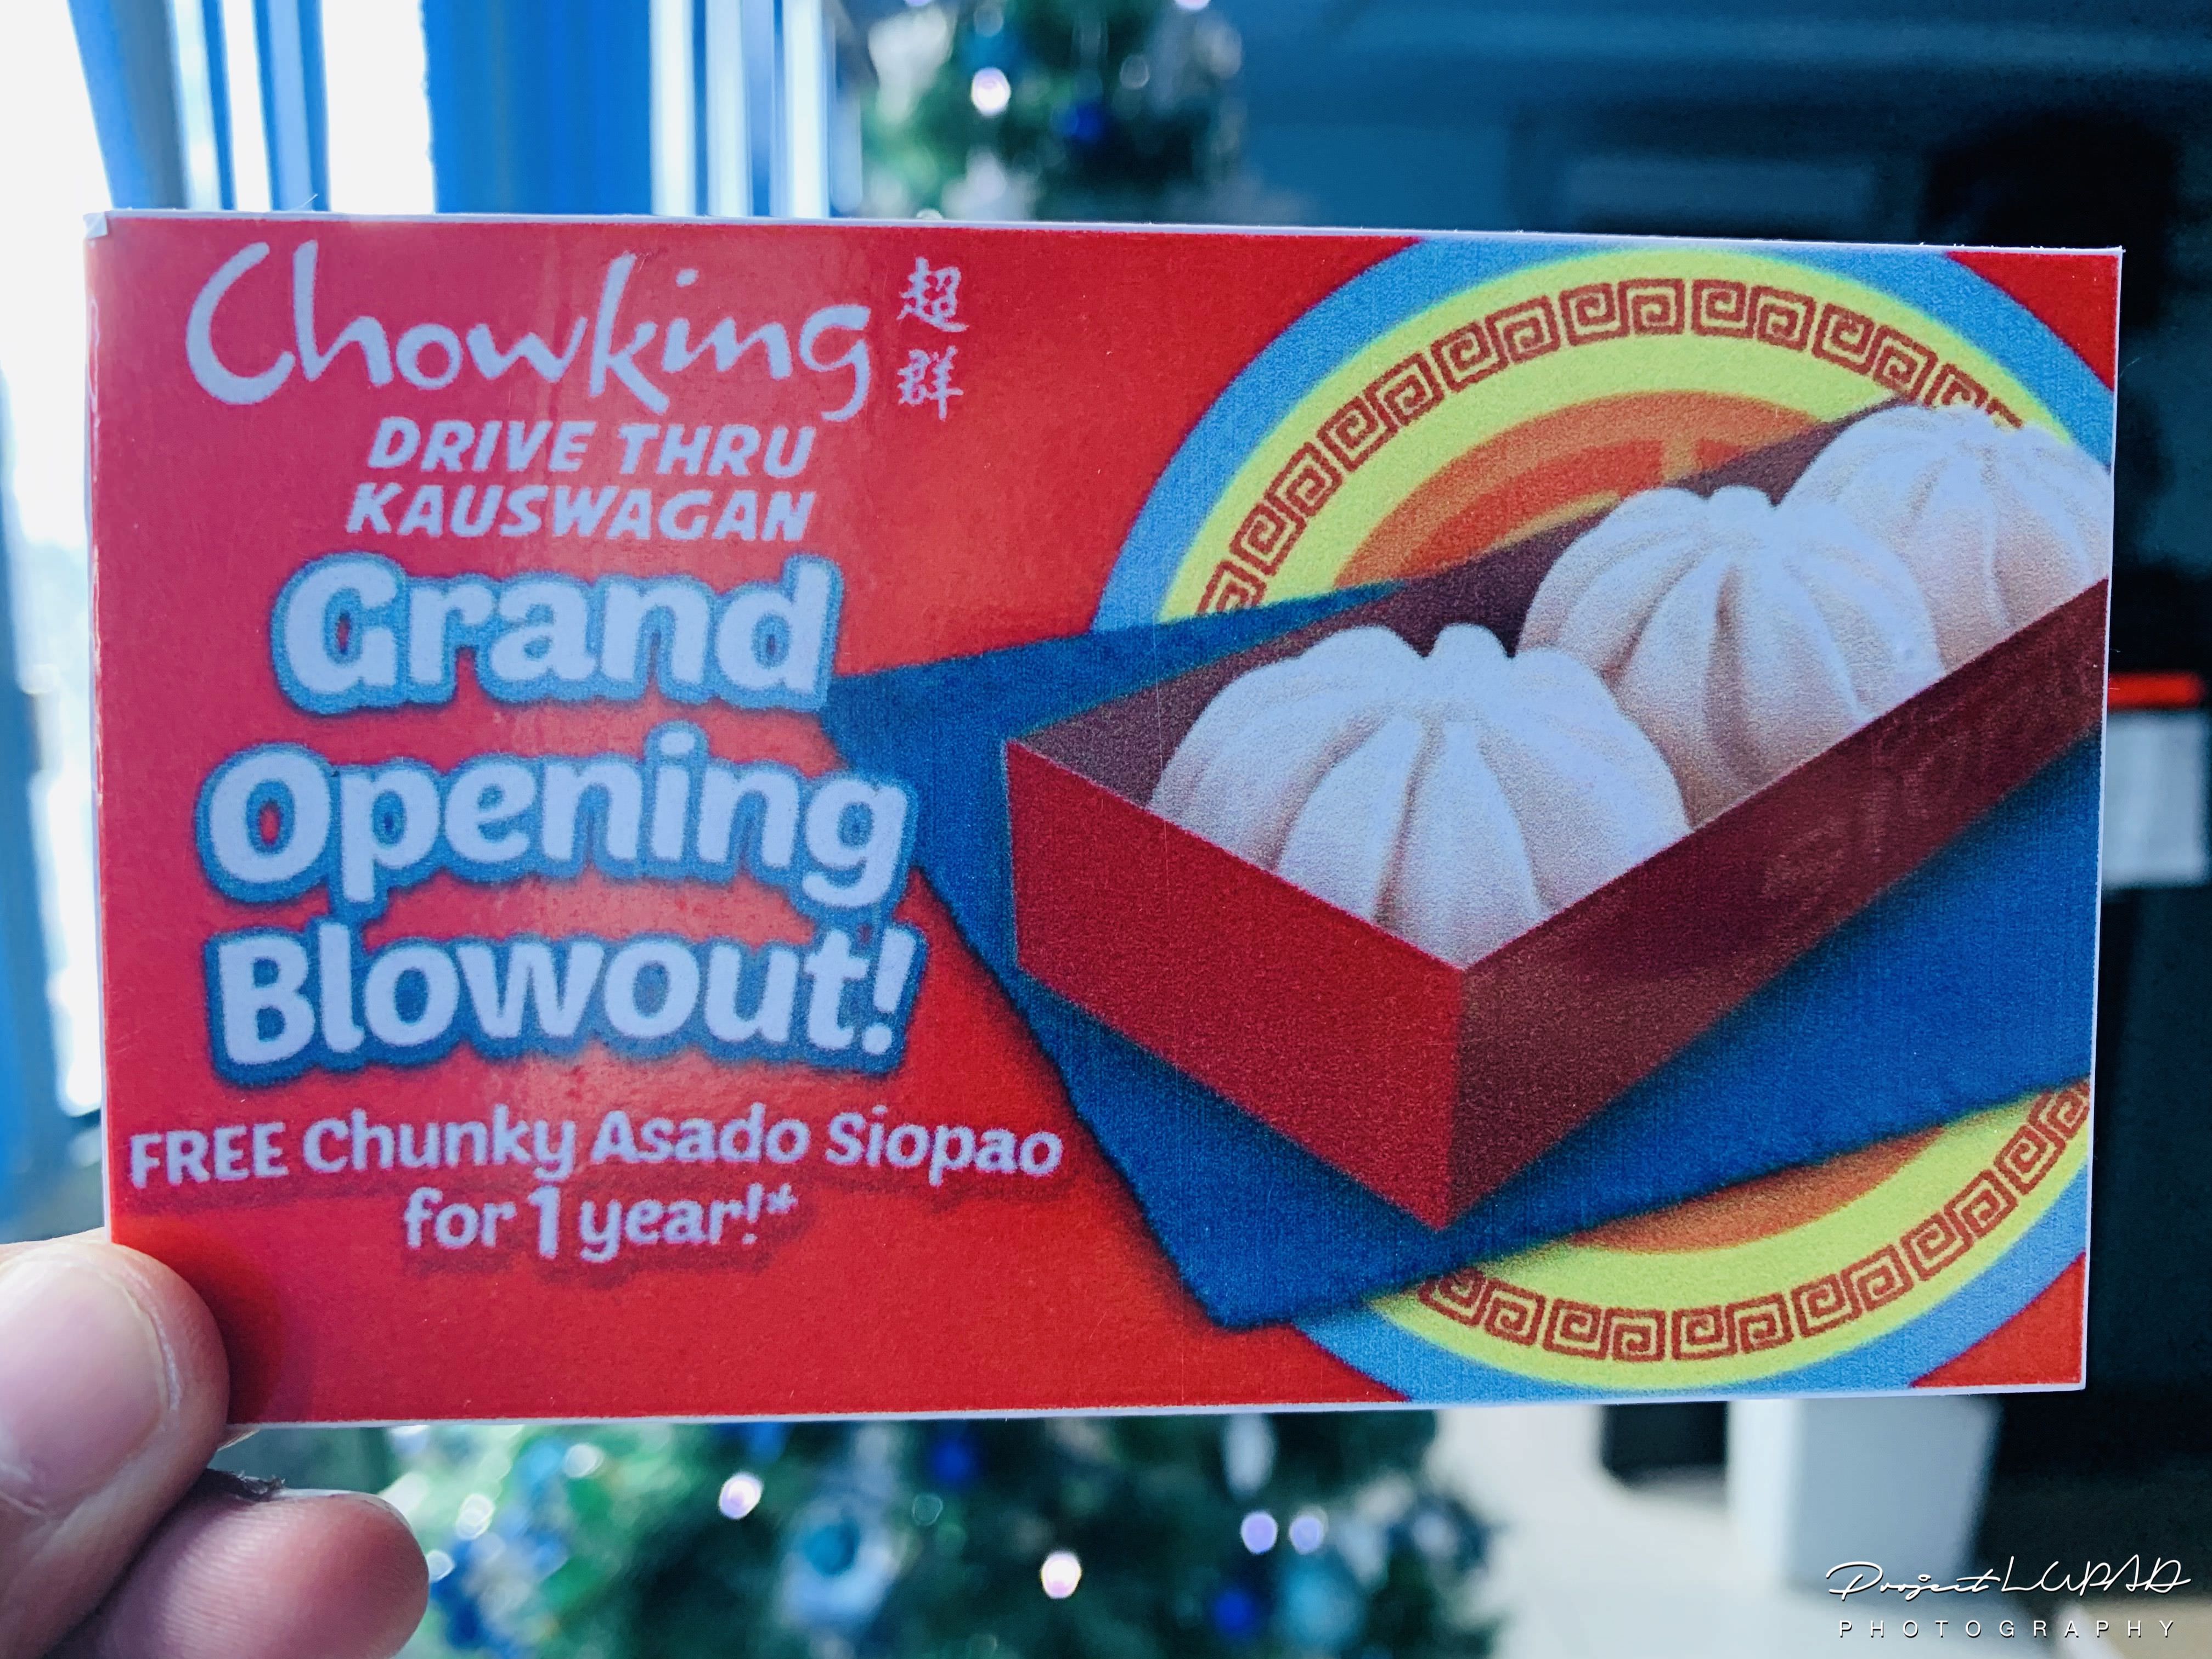 Chowking 超群
DRIVE THRU
KAUSWAGAN
Grand
Opening
Blowout!
FREE Chunky Asado Siopao
for 1 year!*
Project LUPAD
PHOTOGRAPHY